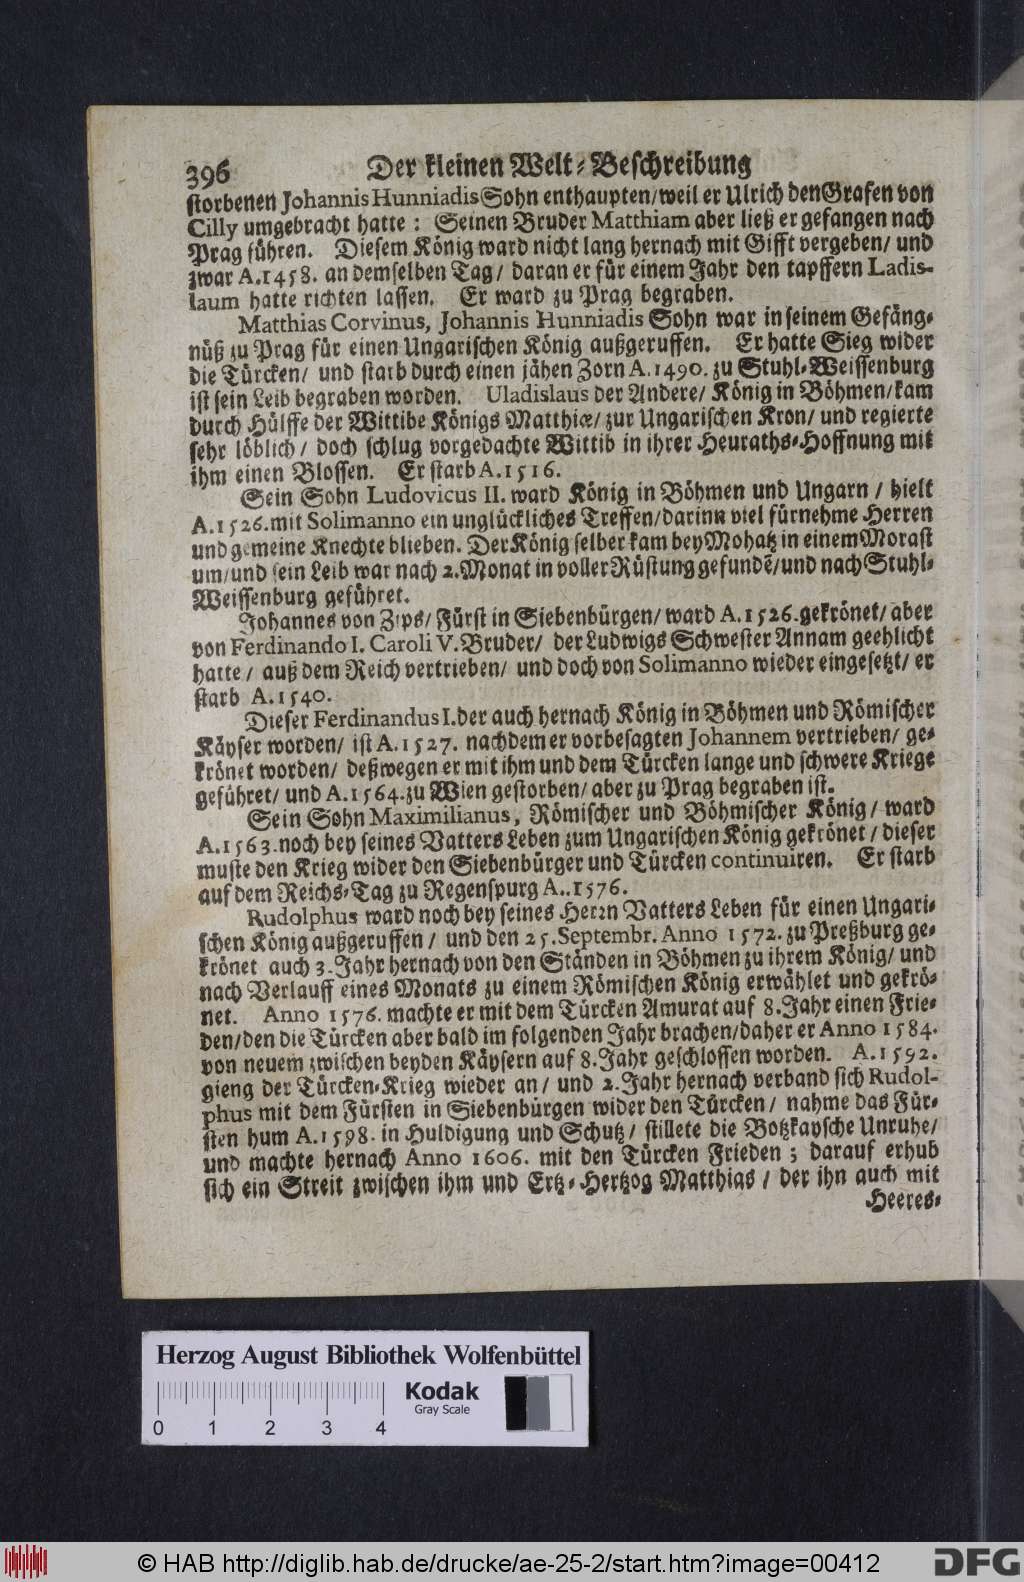 396 Der kleinen Welt-Beschreibung
storbenen Johannis Hunniadis Sohn enthaupten/ weil er Ulrich den Grafen von
Cilly umgebracht hatte: Seinen Bruder Matthiam aber ließ er gefangen nach
Prag führen. Diesem König ward nicht lang hernach mit Gifft vergeben/ und
zwar A. 1458. an demselben Tag/ daran er für einem Jahr den tapffern Ladis-
laum hatte richten lassen. Er ward zu Prag begraben.
Matthias Corvinus, Johannis Hunniadis Sohn war in seinem Gefäng-
nüß zu Prag für einen Ungarischen König außgeruffen. Er hatte Sieg wider
die Türcken/ und starb durch einen jähen Zorn A. 1490. zu Stuhl-Weissenburg
ist sein Leib begraben worden. Uladislaus der Andere/ König in Böhmen/ kam
durch Hülffe der Wittibe Königs Matthiæ/ zur Ungarischen Kron/ und regierte
sehr löblich/ doch schlug vorgedachte Wittib in ihrer Heuraths-Hoffnung mit
ihm einen Blossen. Er starb A. 1516.
Sein Sohn Ludovicus II. ward König in Böhmen und Ungarn/ hielt
A. 1526. mit Solimanno ein unglückliches Treffen/ darinn viel fürnehme Herren
und gemeine Knechte blieben. Der König selber kam bey Mohatz in einem Morast
um/ und sein Leib war nach 2. Monat in voller Rüstung gefundẽ/ und nach Stuhl-
Weissenburg geführet.
Johannes von Zips/ Fürst in Siebenbürgen/ ward A. 1526. gekrönet/ aber
von Ferdinando I. Caroli V. Bruder/ der Ludwigs Schwester Annam geehlicht
hatte/ auß dem Reich vertrieben/ und doch von Solimanno wieder eingesetzt/ er
starb A. 1540.
Dieser Ferdinandus I. der auch hernach König in Böhmen und Römischer
Käyser worden/ ist A. 1527. nachdem er vorbesagten Johannem vertrieben/ ge-
krönet worden/ deßwegen er mit ihm und dem Türcken lange und schwere Kriege
geführet/ und A. 1564. zu Wien gestorben/ aber zu Prag begraben ist.
Sein Sohn Maximilianus, Römischer und Böhmischer König/ ward
A. 1563. noch bey seines Vatters Leben zum Ungarischen König gekrönet/ dieser
muste den Krieg wider den Siebenbürger und Türcken continuiren. Er starb
auf dem Reichs-Tag zu Regenspurg A.. 1576.
Rudolphus ward noch bey seines Herrn Vatters Leben für einen Ungari-
schen König außgeruffen/ und den 25. Septembr. Anno 1572. zu Preßburg ge-
krönet auch 3. Jahr hernach von den Ständen in Böhmen zu ihrem König/ und
nach Verlauff eines Monats zu einem Römischen König erwählet und gekrö-
net. Anno 1576. machte er mit dem Türcken Amurat auf 8. Jahr einen Frie-
den/ den die Türcken aber bald im folgenden Jahr brachen/ daher er Anno 1584.
von neuem zwischen beyden Käysern auf 8. Jahr geschlossen worden. A. 1592.
gieng der Türcken-Krieg wieder an/ und 2. Jahr hernach verband sich Rudol-
phus mit dem Fürsten in Siebenbürgen wider den Türcken/ nahme das Für-
sten hum A. 1598. in Huldigung und Schutz/ stillete die Botzkaysche Unruhe/
und machte hernach Anno 1606. mit den Türcken Frieden; darauf erhub
sich ein Streit zwischen ihm und Ertz-Hertzog Matthias/ der ihn auch mit
Heeres-
Herzog August Bibliothek Wolfenbüttel
Kodak
Gray Scale
0 1 2 3 4
© HAB http://diglib.hab.de/drucke/ae-25-2/start.htm?image=00412
DFG